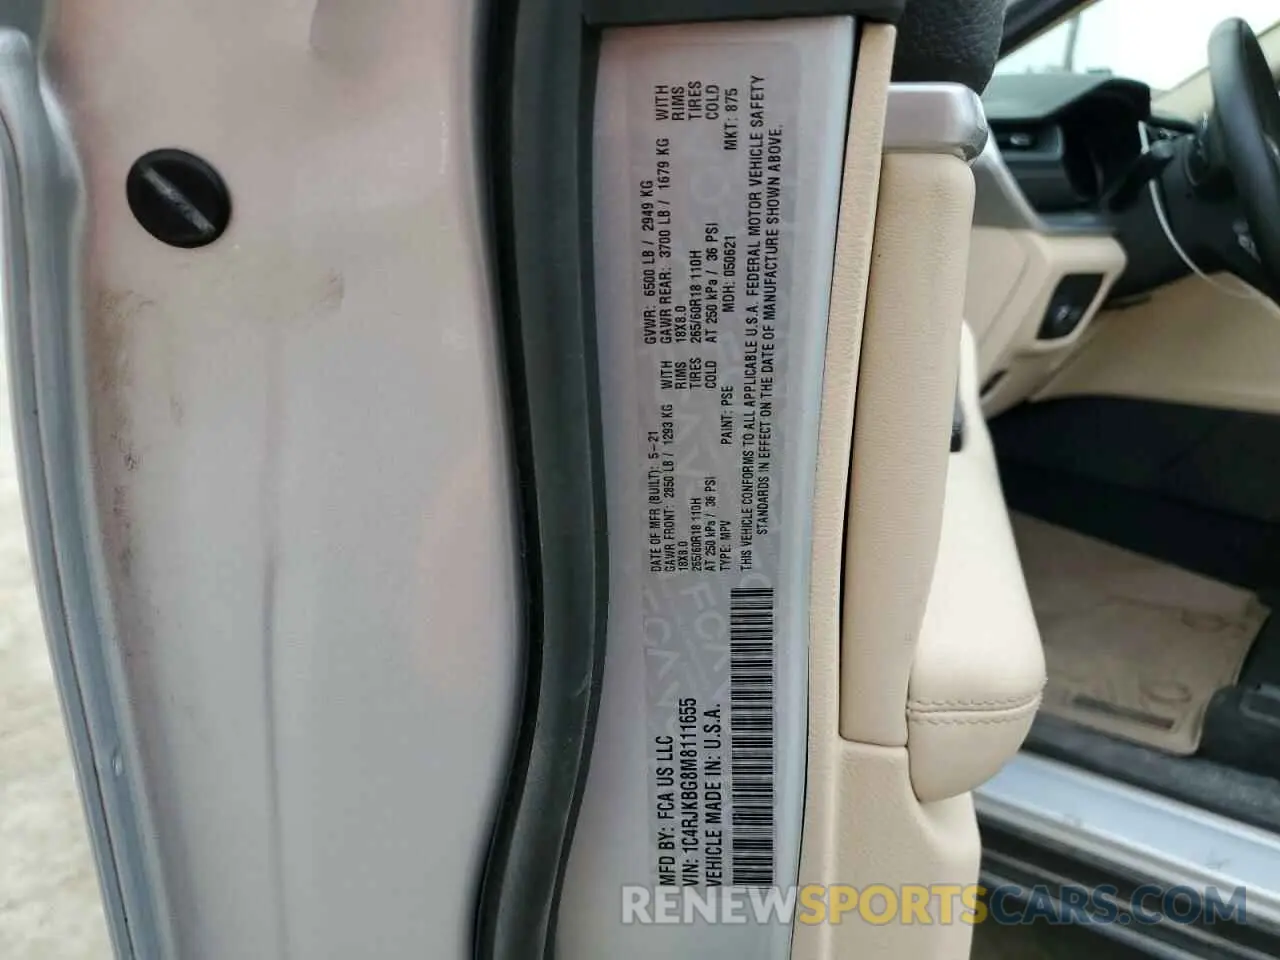 MFD BY: FCA US LLC
VIN: 1C4RJKBG8M8111655
VEHICLE MADE IN: U.S.A.
DATE OF MFR (BUILT): 5-21
GAWR FRONT: 2850 LB / 1293 KG WITH
18X8.0 RIMS
265/60R18 110H TIRES
AT 250 kPa / 36 PSI COLD
TYPE: MPV PAINT: PSE
GVWR: 6500 LB / 2949 KG
GAWR REAR: 3700 LB / 1679 KG WITH
18X8.0 RIMS
265/60R18 110H TIRES
AT 250 kPa / 36 PSI COLD
MDH: 050621 MKT: 875
THIS VEHICLE CONFORMS TO ALL APPLICABLE U.S.A. FEDERAL MOTOR VEHICLE SAFETY
STANDARDS IN EFFECT ON THE DATE OF MANUFACTURE SHOWN ABOVE.
FCA
FCA
RENEWSPORTSCARS.COM